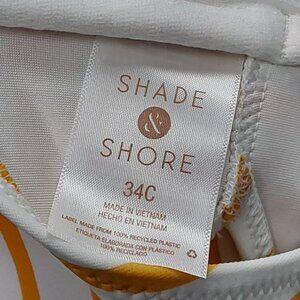 SHADE
&
SHORE
34C
MADE IN VIETNAM
HECHO EN VIETNAM
LABEL MADE FROM 100% RECYCLED PLASTIC
ETIQUETA ELABORADA CON PLÁSTICO
100% RECICLADO